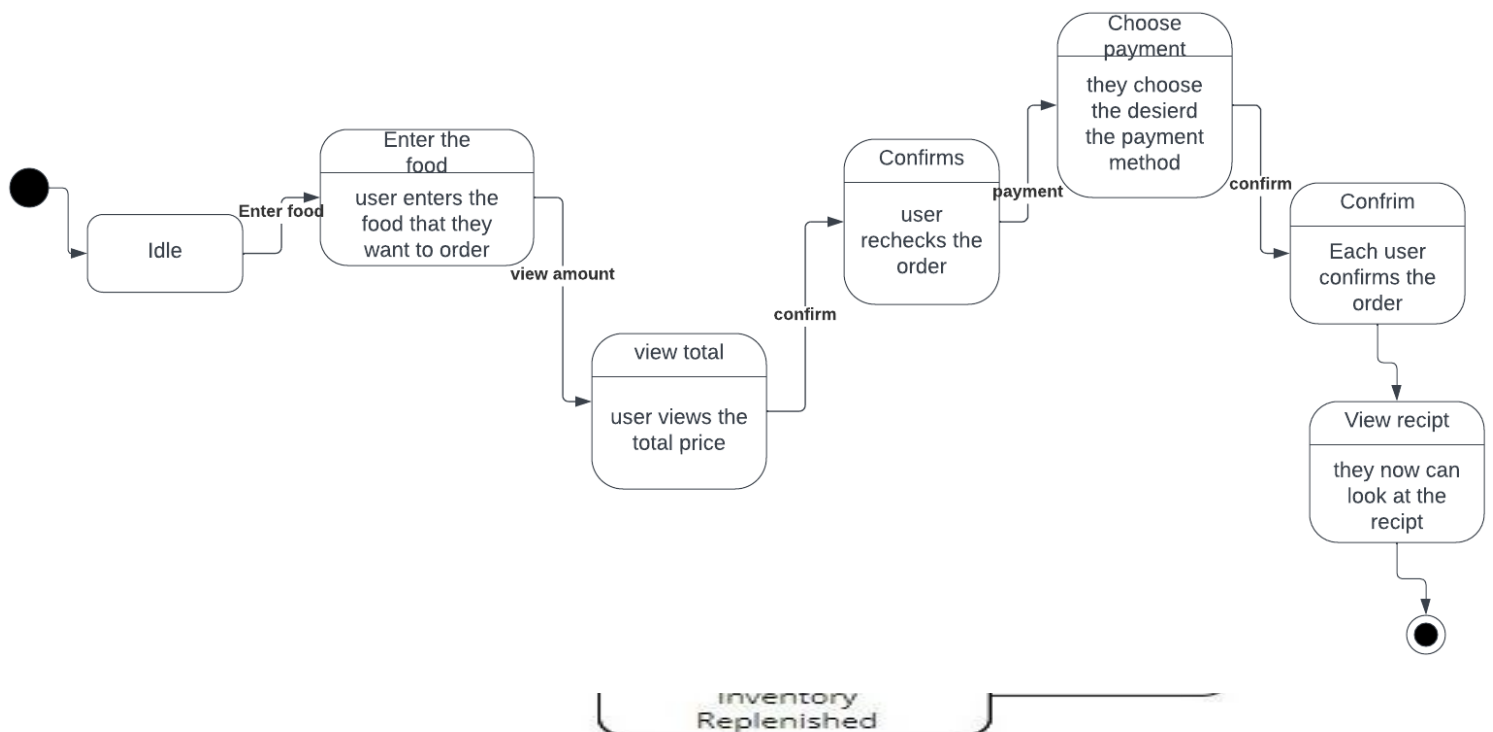 Choose
payment
they choose
the desierd
the payment
method
Enter the
food
user enters the
food that they
want to order
Enter food
Idle
view amount
Confirms
user
rechecks the
order
payment
confirm
Confrim
Each user
confirms the
order
confirm
view total
user views the
total price
View recipt
they now can
look at the
recipt
Inventory
Replenished